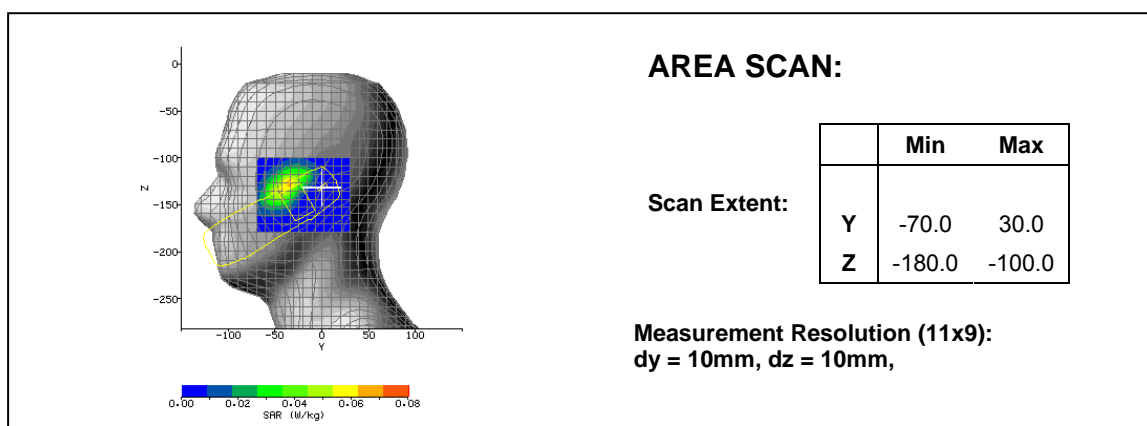 AREA SCAN:
Min Max
Scan Extent:
Y -70.0 30.0
Z -180.0 -100.0
Measurement Resolution (11x9):
dy = 10mm, dz = 10mm,
0
-50
-100
-150
-200
-250
Z
-100 -50 0 50 100
Y
0.00 0.02 0.04 0.06 0.08
SAR (W/kg)